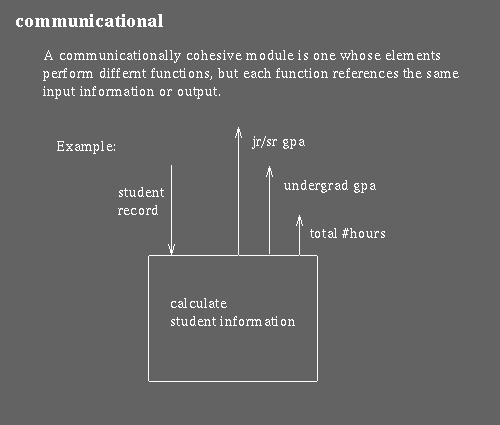 communicational
A communicationally cohesive module is one whose elements
perform differnt functions, but each function references the same
input information or output.
Example:
jr/sr gpa
undergrad gpa
student
record
total #hours
calculate
student information